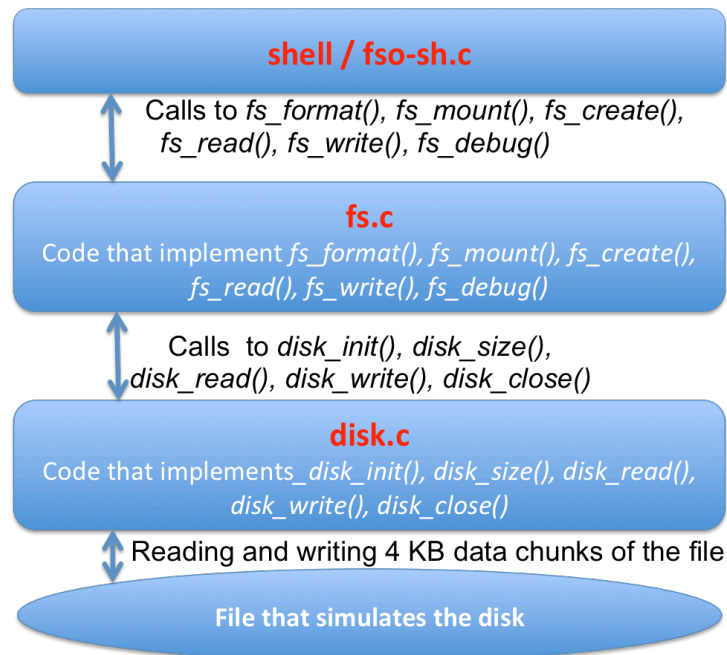 shell / fso-sh.c
Calls to fs_format(), fs_mount(), fs_create(),
fs_read(), fs_write(), fs_debug()
fs.c
Code that implement fs_format(), fs_mount(), fs_create(),
fs_read(), fs_write(), fs_debug()
Calls to disk_init(), disk_size(),
disk_read(), disk_write(), disk_close()
disk.c
Code that implements_disk_init(), disk_size(), disk_read(),
disk_write(), disk_close()
Reading and writing 4 KB data chunks of the file
File that simulates the disk